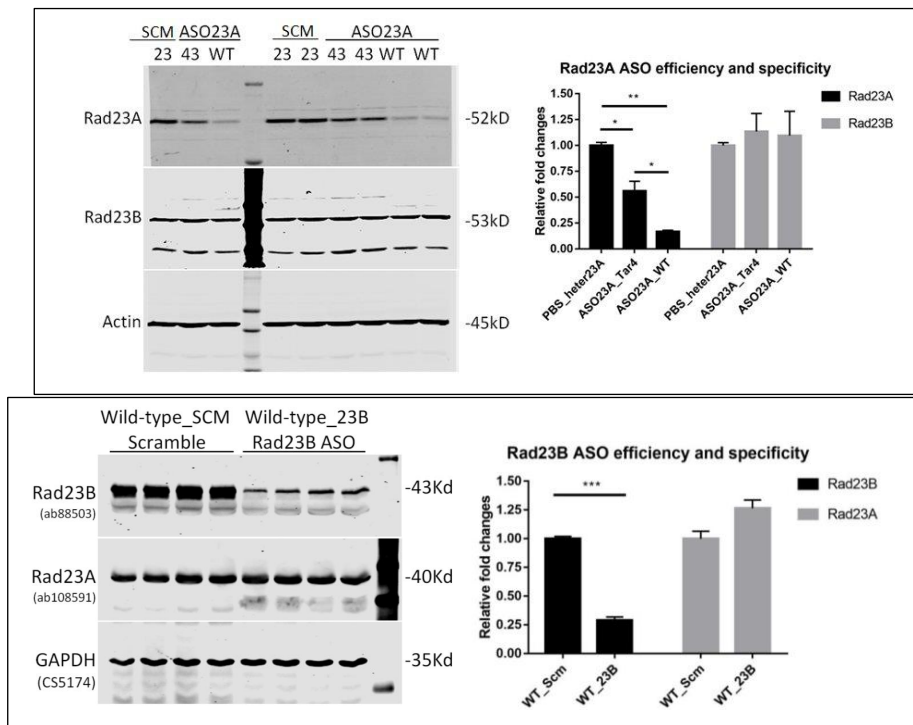 SCM ASO23A SCM ASO23A
23 43 WT 23 23 43 43 WT WT
Rad23A -52kD
Rad23B -53kD
Actin -45kD
Rad23A ASO efficiency and specificity
Relative fold changes
1.50
1.25
1.00
0.75
0.50
0.25
0.00
PBS_heter23A
ASO23A_Tar4
ASO23A_WT
PBS_heter23A
ASO23A_Tar4
ASO23A_WT
** 
*
*
Rad23A
Rad23B
Wild-type_SCM Wild-type_23B
Scramble Rad23B ASO
Rad23B -43Kd
(ab88503)
Rad23A -40Kd
(ab108591)
GAPDH -35Kd
(CS5174)
Rad23B ASO efficiency and specificity
Relative fold changes
1.50
1.25
1.00
0.75
0.50
0.25
0.00
WT_Scm
WT_23B
WT_Scm
WT_23B
***
Rad23B
Rad23A